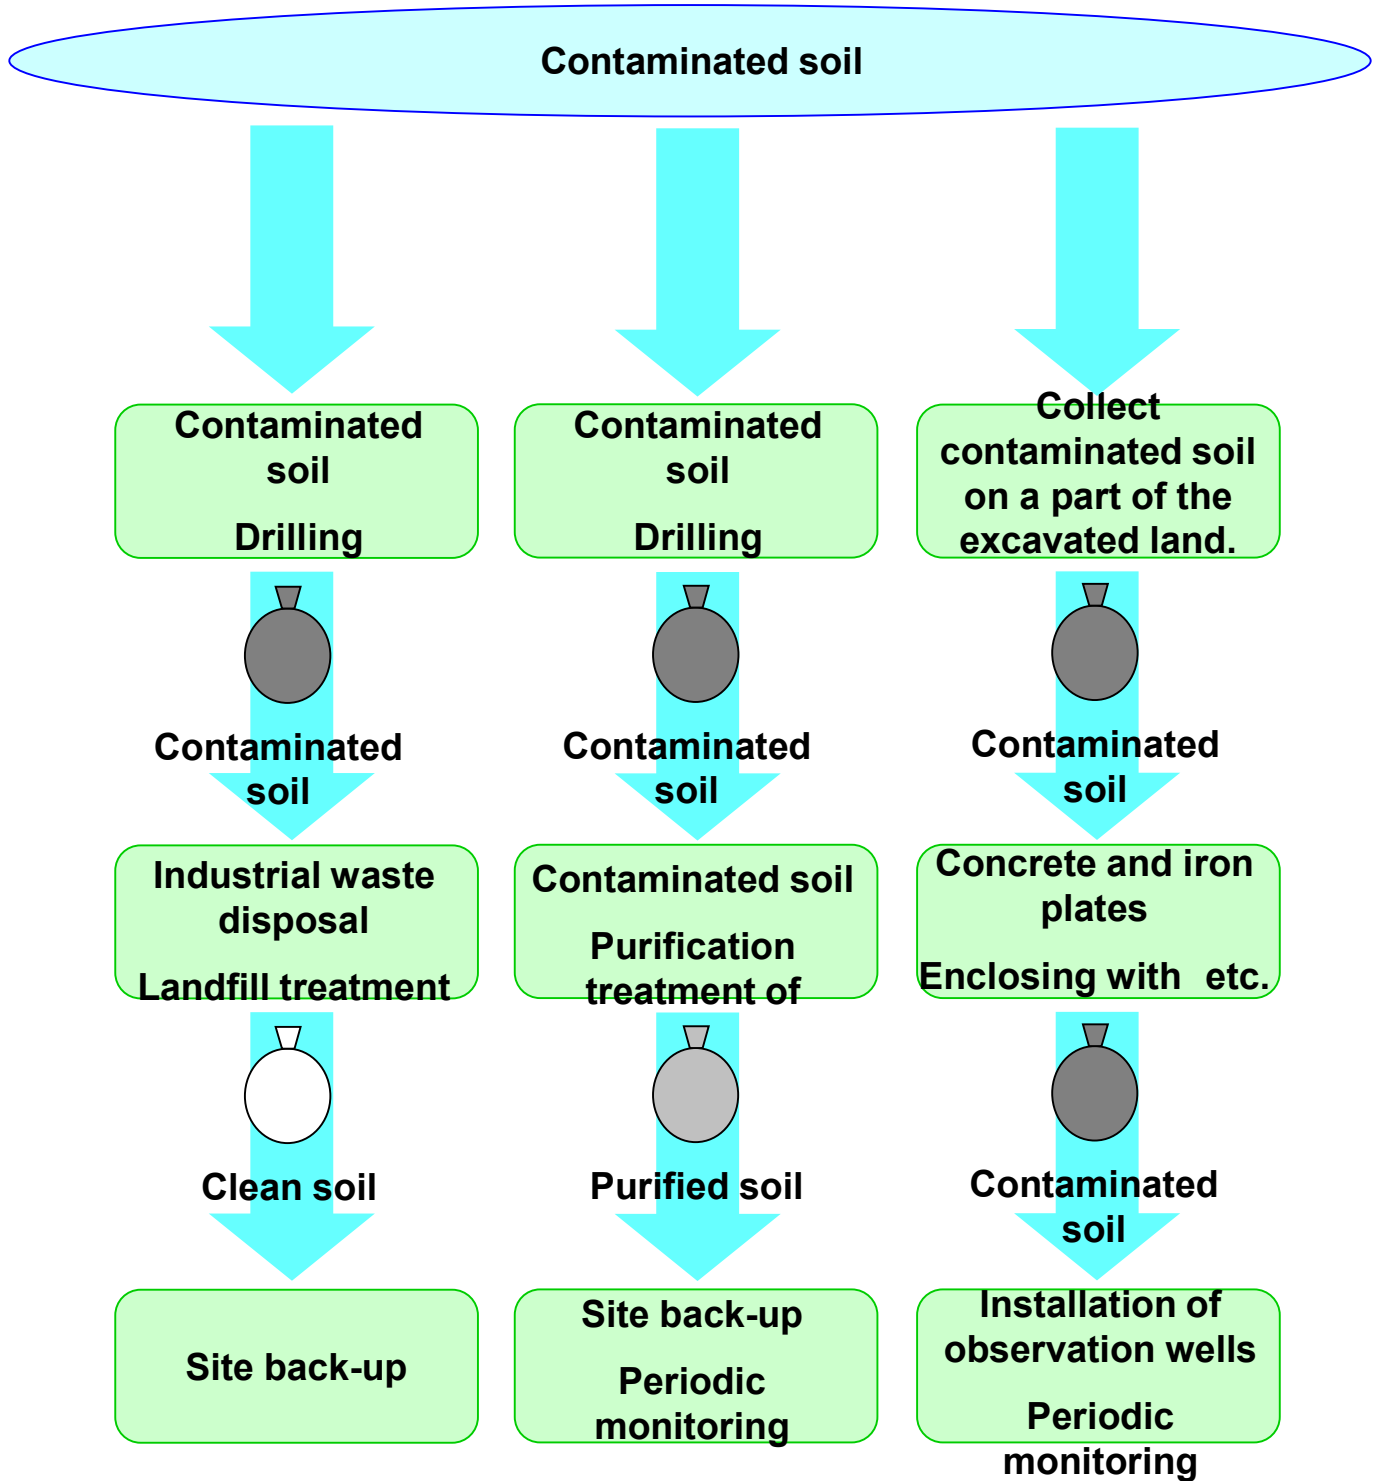 Contaminated soil
Contaminated
soil
Drilling
Contaminated
soil
Drilling
Collect
contaminated soil
on a part of the
excavated land.
Contaminated
soil
Contaminated
soil
Contaminated
soil
Industrial waste
disposal
Landfill treatment
Contaminated soil
Purification
treatment of
Concrete and iron
plates
Enclosing with  etc.
Clean soil
Purified soil
Contaminated
soil
Site back-up
Site back-up
Periodic
monitoring
Installation of
observation wells
Periodic
monitoring